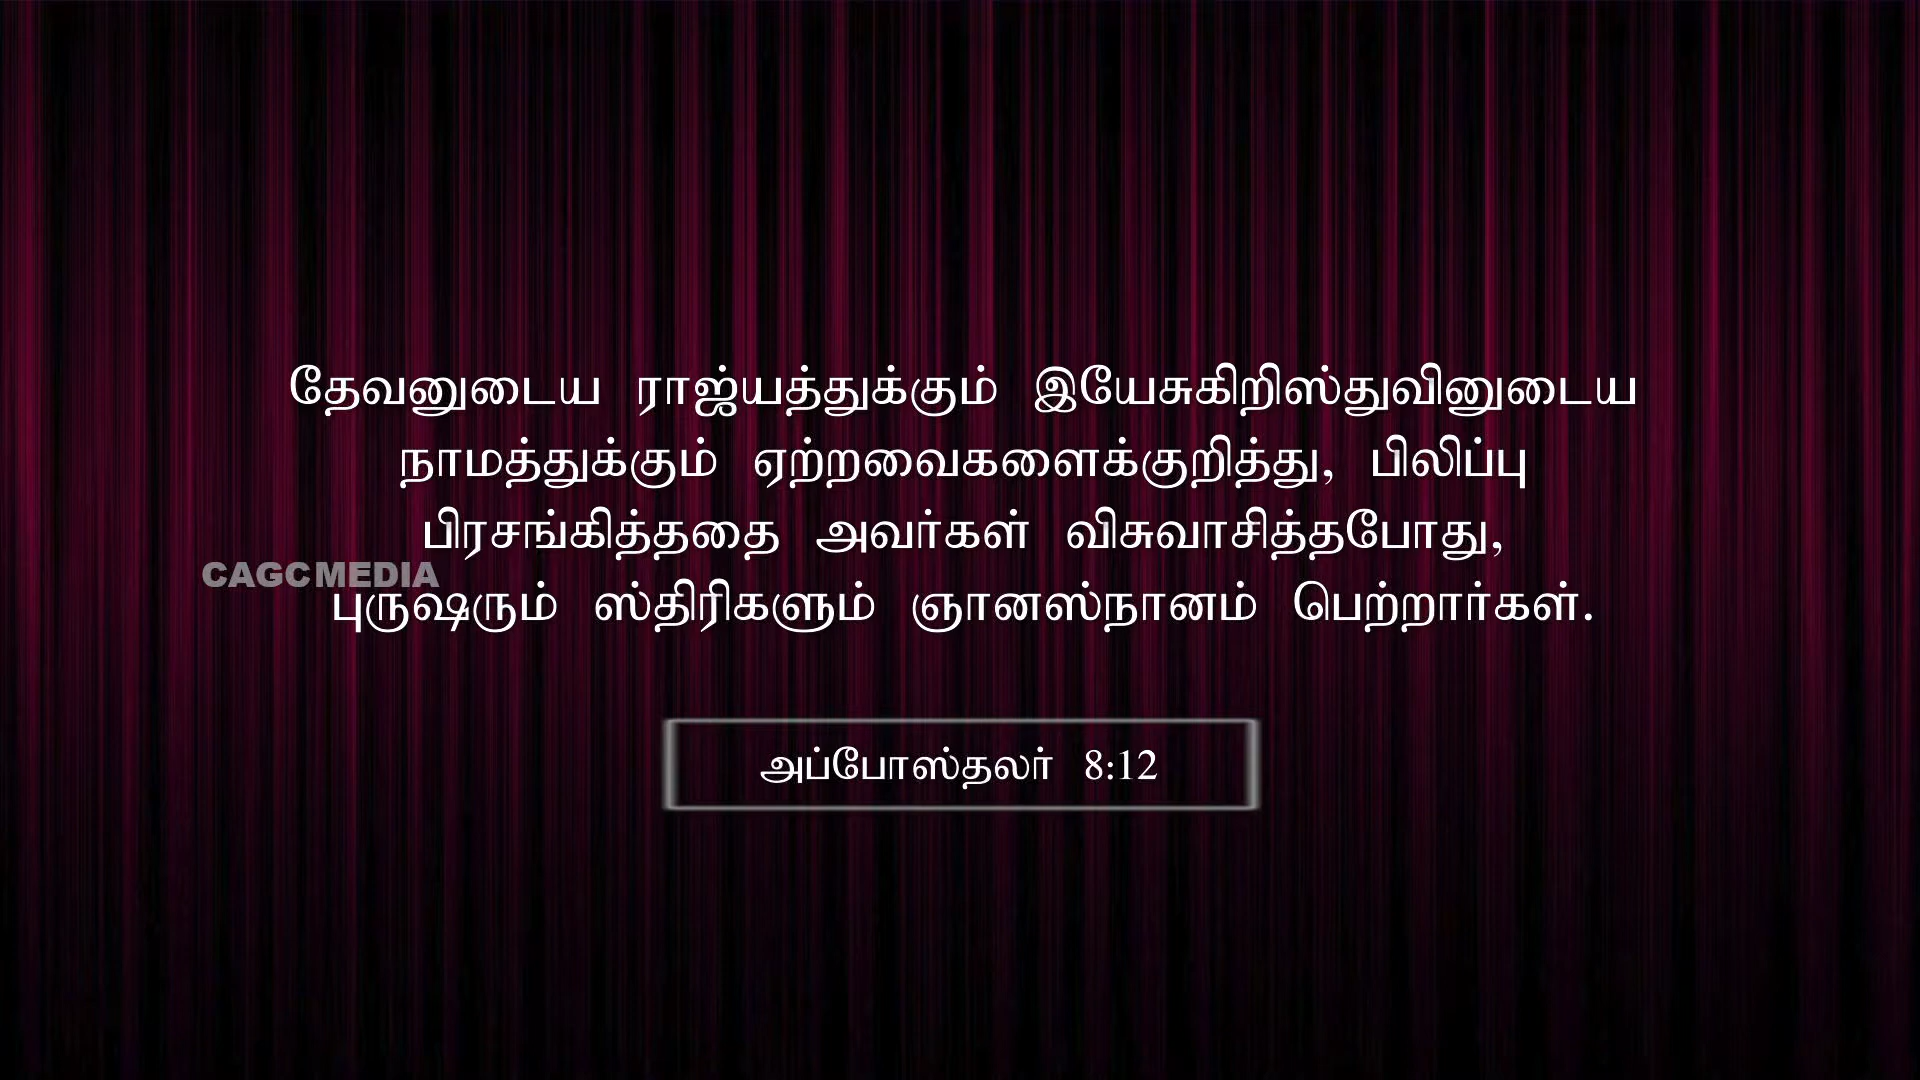 தேவனுடைய ராஜ்யத்துக்கும் இயேசுகிறிஸ்துவினுடைய
நாமத்துக்கும் ஏற்றவைகளைக்குறித்து, பிலிப்பு
பிரசங்கித்ததை அவர்கள் விசுவாசித்தபோது,
CAGCMEDIA
புருஷரும் ஸ்திரிகளும் ஞானஸ்நானம் பெற்றார்கள்.
அப்போஸ்தலர் 8:12